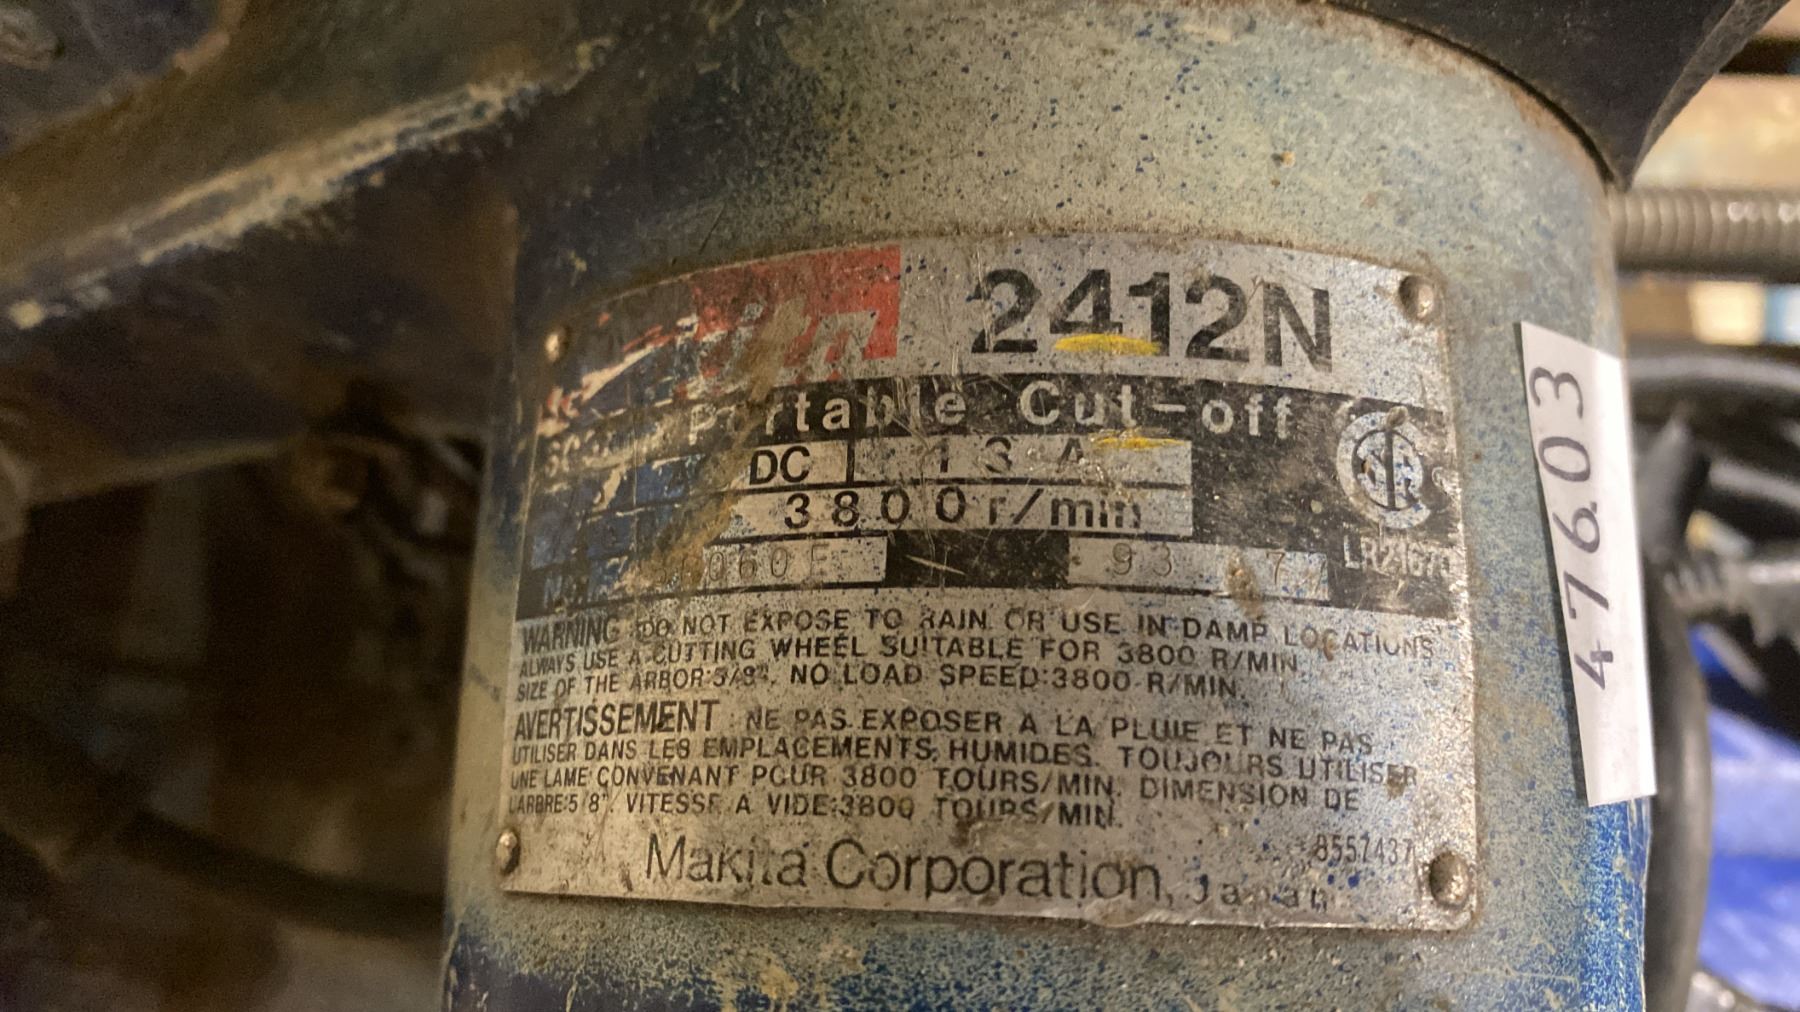 2412N
Portable Cut-off
DC 13 A
3800 r/min
060E 93 7
WARNING : DO NOT EXPOSE TO RAIN OR USE IN DAMP LOCATIONS
ALWAYS USE A CUTTING WHEEL SUITABLE FOR 3800 R/MIN.
SIZE OF THE ARBOR:5/8". NO LOAD SPEED:3800 R/MIN.
AVERTISSEMENT : NE PAS EXPOSER A LA PLUIE ET NE PAS
UTILISER DANS LES EMPLACEMENTS HUMIDES. TOUJOURS UTILISER
UNE LAME CONVENANT POUR 3800 TOURS/MIN. DIMENSION DE
L'ARBRE:5/8". VITESSE A VIDE:3800 TOURS/MIN.
8557437
Makita Corporation, Japan
47603